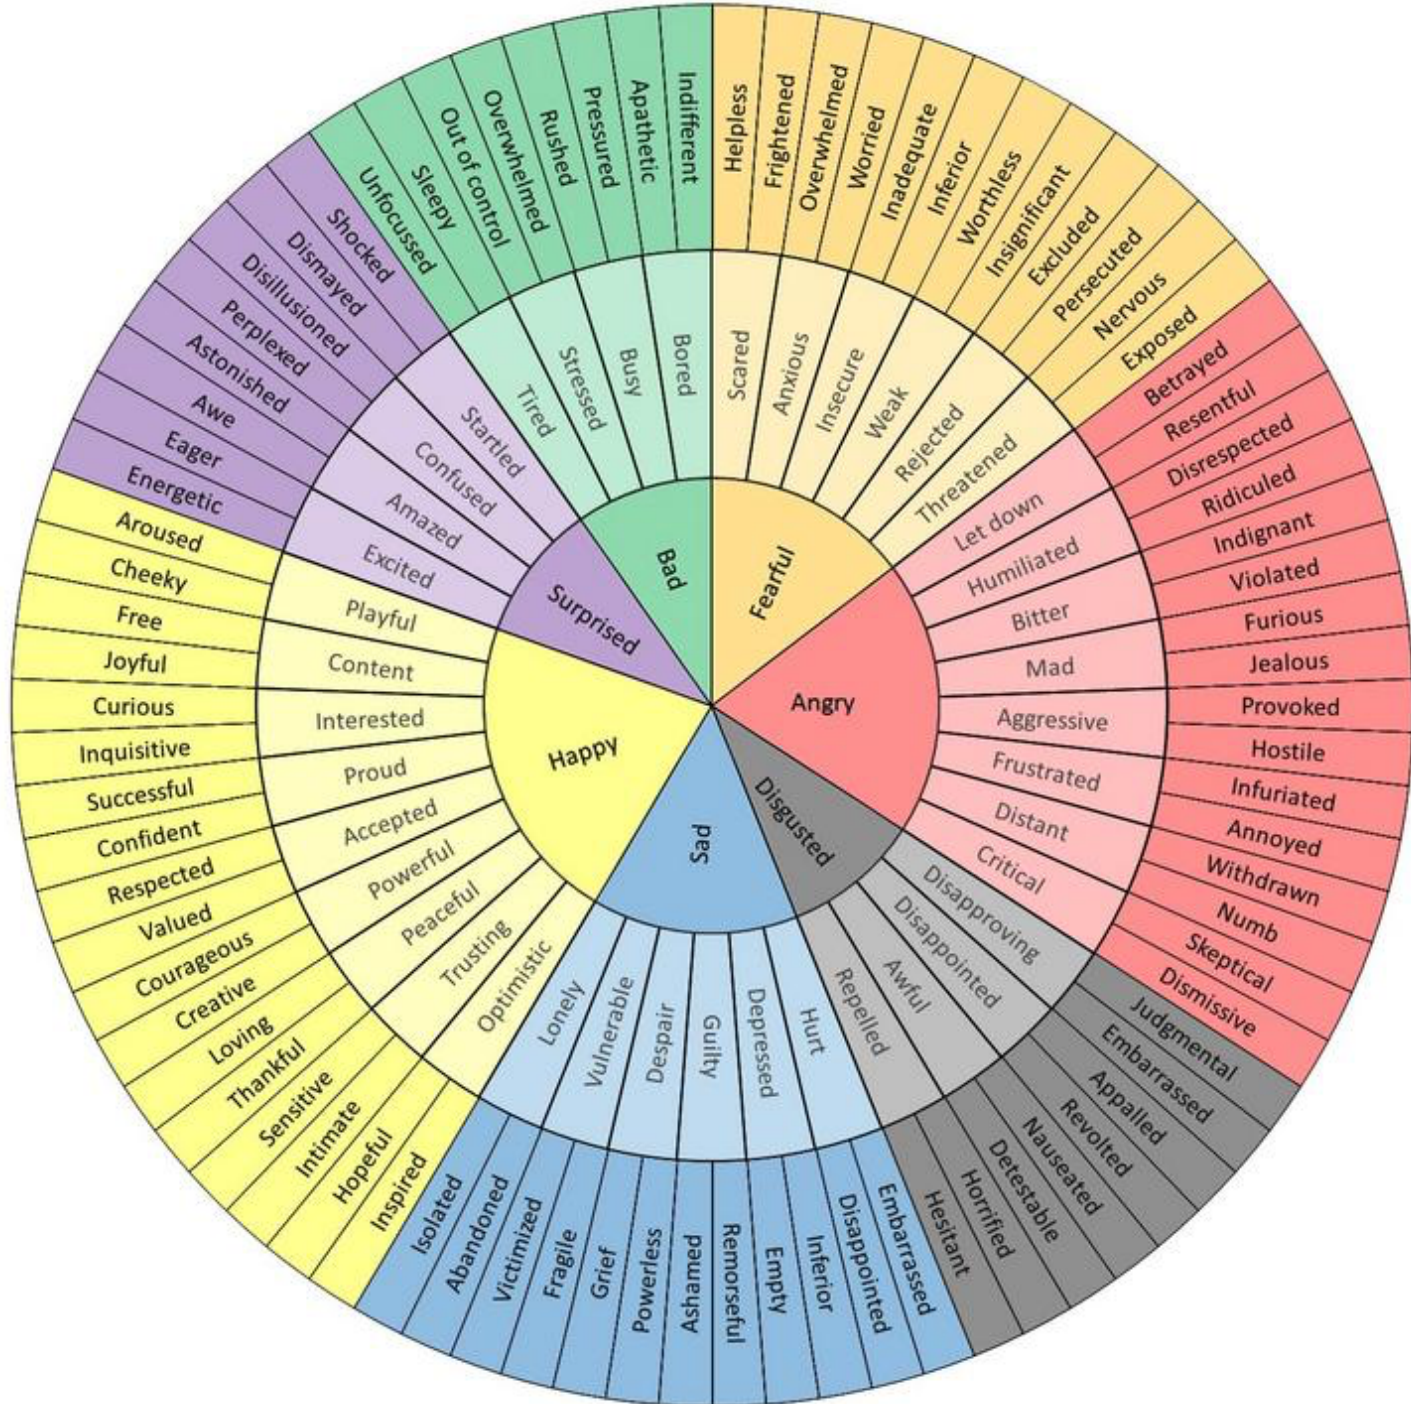 Fearful
Angry
Disgusted
Sad
Happy
Surprised
Bad
Scared
Anxious
Insecure
Weak
Rejected
Threatened
Let down
Humiliated
Bitter
Mad
Aggressive
Frustrated
Distant
Critical
Disapproving
Disappointed
Awful
Repelled
Hurt
Depressed
Guilty
Despair
Vulnerable
Lonely
Optimistic
Trusting
Peaceful
Powerful
Accepted
Proud
Interested
Content
Playful
Excited
Amazed
Confused
Startled
Tired
Stressed
Busy
Bored
Helpless
Frightened
Overwhelmed
Worried
Inadequate
Inferior
Worthless
Insignificant
Excluded
Persecuted
Nervous
Exposed
Betrayed
Resentful
Disrespected
Ridiculed
Indignant
Violated
Furious
Jealous
Provoked
Hostile
Infuriated
Annoyed
Withdrawn
Numb
Skeptical
Dismissive
Judgmental
Embarrassed
Appalled
Revolted
Nauseated
Detestable
Horrified
Hesitant
Embarrassed
Disappointed
Inferior
Empty
Remorseful
Ashamed
Powerless
Grief
Fragile
Victimized
Abandoned
Isolated
Inspired
Hopeful
Intimate
Sensitive
Thankful
Loving
Creative
Courageous
Valued
Respected
Confident
Successful
Inquisitive
Curious
Joyful
Free
Cheeky
Aroused
Energetic
Eager
Awe
Astonished
Perplexed
Disillusioned
Dismayed
Shocked
Unfocussed
Sleepy
Out of control
Overwhelmed
Rushed
Pressured
Apathetic
Indifferent